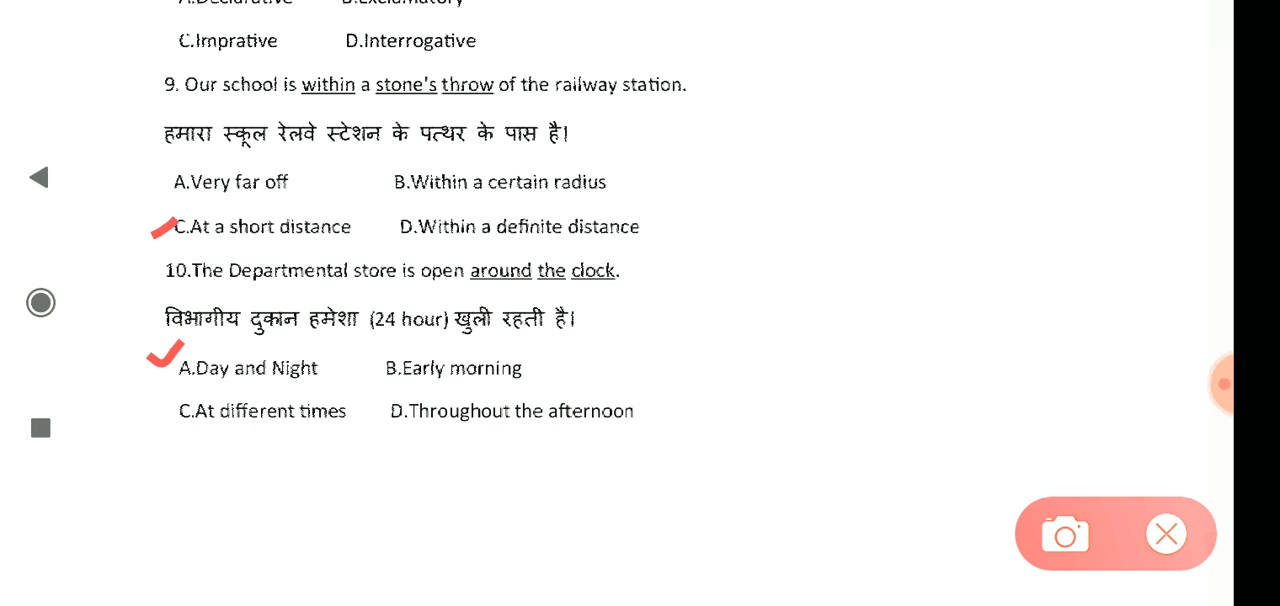 A.Declarative B.Exclamatory
C.Imprative D.Interrogative
9. Our school is within a stone's throw of the railway station.
हमारा स्कूल रेलवे स्टेशन के पत्थर के पास है।
A.Very far off B.Within a certain radius
C.At a short distance D.Within a definite distance
10.The Departmental store is open around the clock.
विभागीय दुकान हमेशा (24 hour) खुली रहती है।
A.Day and Night B.Early morning
C.At different times D.Throughout the afternoon